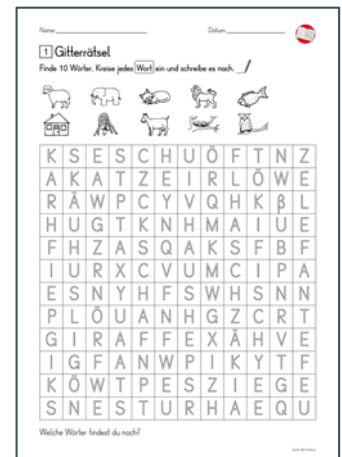 Name: Datum:
1 Gitterrätsel
Finde 10 Wörter. Kreise jedes Wort ein und schreibe es nach.
K S E S C H U Ö F T N Z
A K A T Z E I R L Ö W E
R Ä W P C Y V Q H K β L
H U G T K N H M A I U E
F H Z A S Q A K S F B F
I U R X C V U M C I P A
E S N Y H F S W H S N N
P L Ö U A N H G Z C R T
G I R A F F E X Ä H V E
I G F A N W P I K Y T F
K Ö W T P E S Z I E G E
S N E S T U R H A E Q U
Welche Wörter findest du noch?